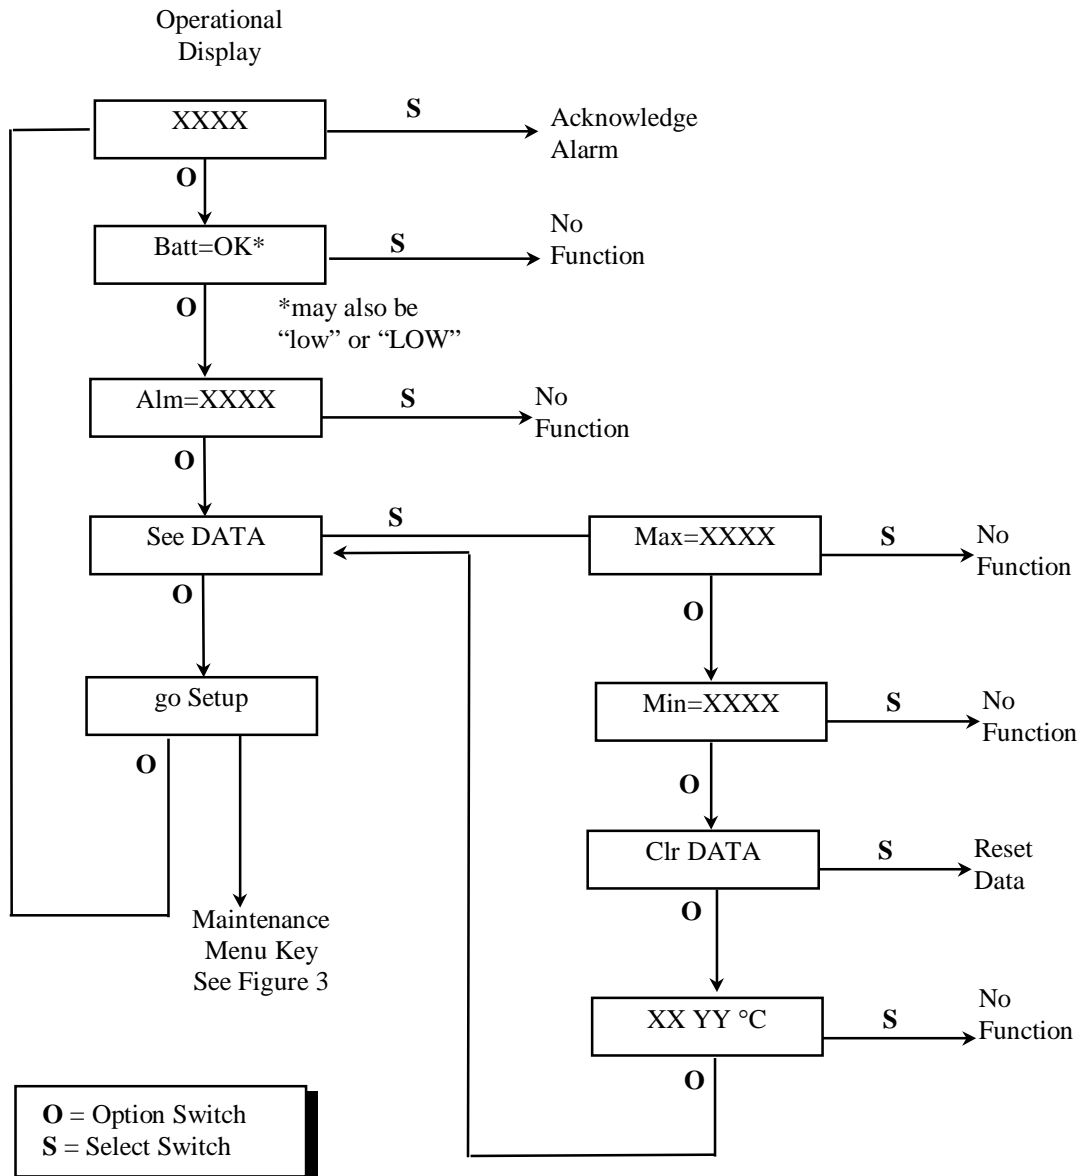 Operational
Display
XXXX
S
Acknowledge
Alarm
O
Batt=OK*
S
No
Function
O
*may also be
“low” or “LOW”
Alm=XXXX
S
No
Function
O
See DATA
S
Max=XXXX
S
No
Function
O
O
go Setup
Min=XXXX
S
No
Function
O
O
Clr DATA
S
Reset
Data
Maintenance
Menu Key
See Figure 3
O
XX YY °C
S
No
Function
O
O = Option Switch
S = Select Switch